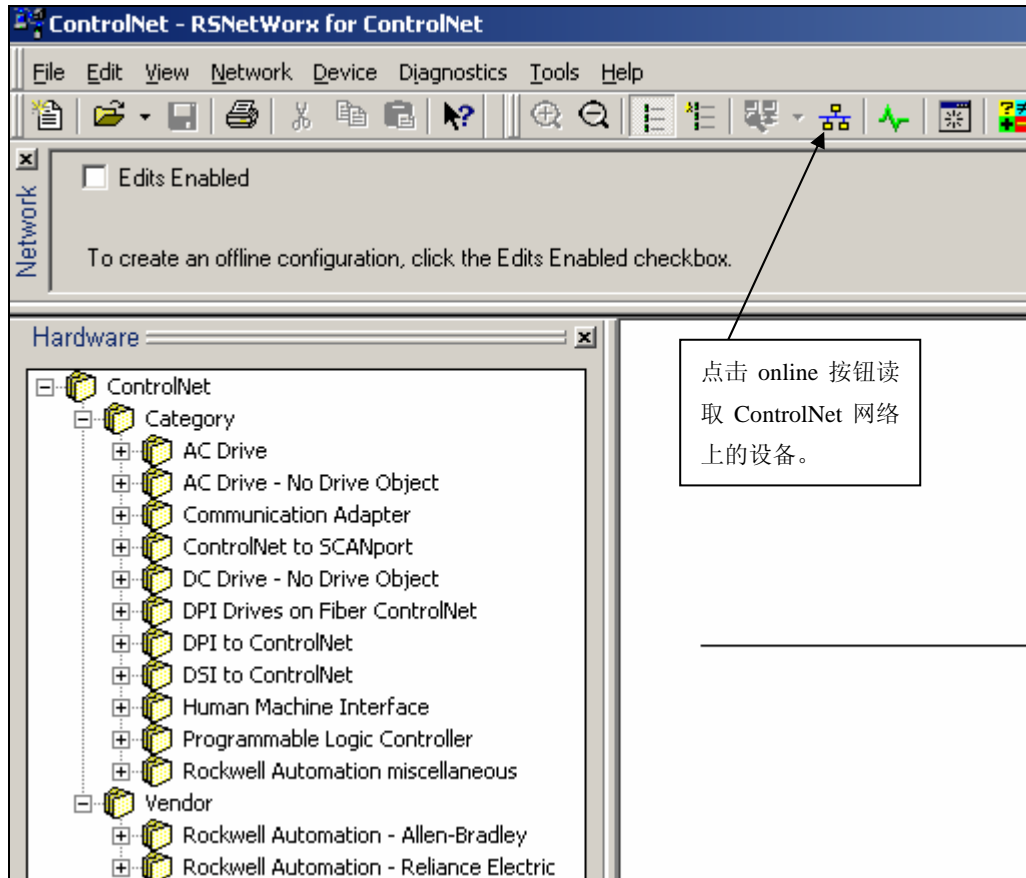 ControlNet - RSNetWorx for ControlNet
File Edit View Network Device Diagnostics Tools Help
Network
Edits Enabled
To create an offline configuration, click the Edits Enabled checkbox.
Hardware
点击 online 按钮读
取 ControlNet 网络
上的设备。
ControlNet
Category
AC Drive
AC Drive - No Drive Object
Communication Adapter
ControlNet to SCANport
DC Drive - No Drive Object
DPI Drives on Fiber ControlNet
DPI to ControlNet
DSI to ControlNet
Human Machine Interface
Programmable Logic Controller
Rockwell Automation miscellaneous
Vendor
Rockwell Automation - Allen-Bradley
Rockwell Automation - Reliance Electric